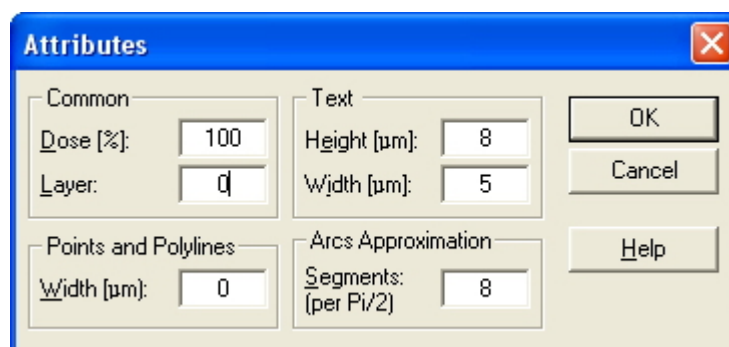 Attributes
Common
Dose [%]: 100
Layer: 0
Text
Height [µm]: 8
Width [µm]: 5
OK
Cancel
Points and Polylines
Width [µm]: 0
Arcs Approximation
Segments: 8
(per Pi/2)
Help